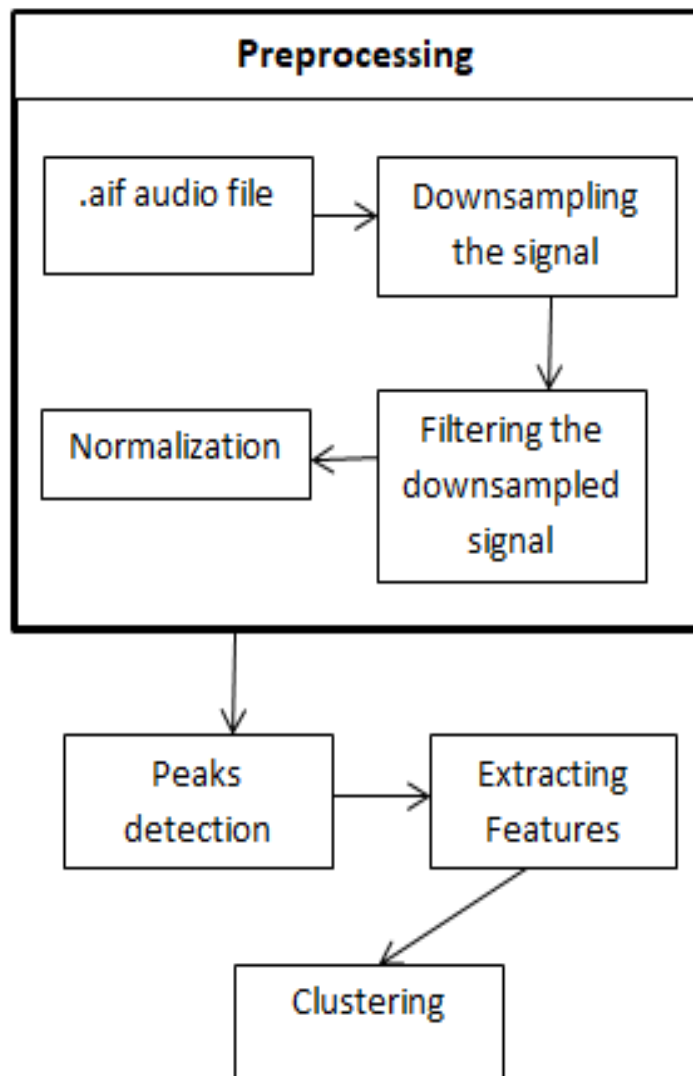 Preprocessing
.aif audio file
Downsampling
the signal
Filtering the
downsampled
signal
Normalization
Peaks
detection
Extracting
Features
Clustering